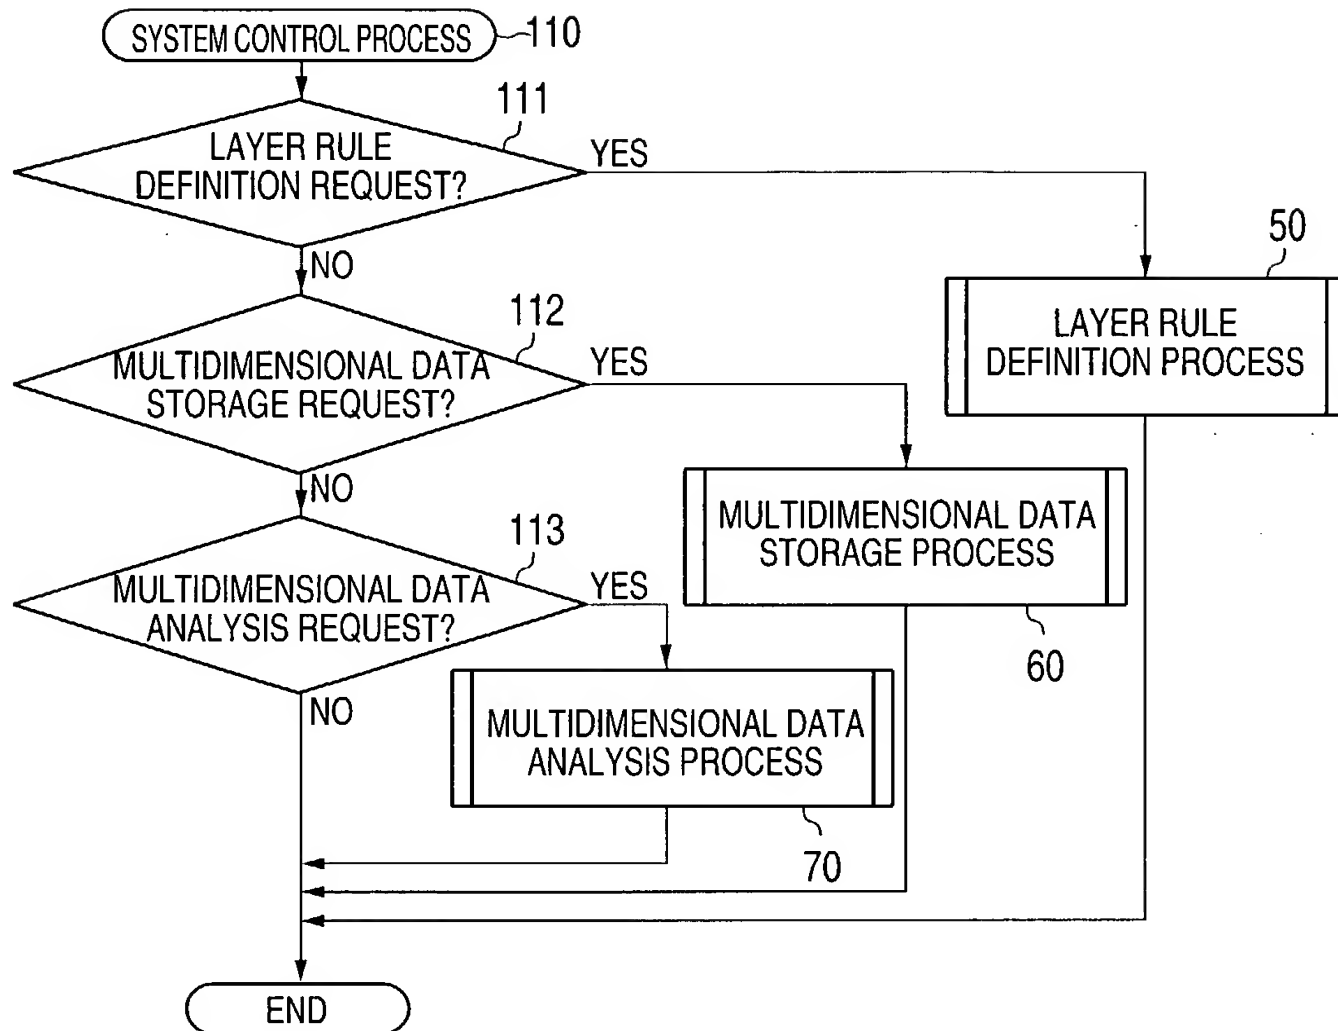 SYSTEM CONTROL PROCESS
110
111
LAYER RULE
DEFINITION REQUEST?
YES
NO
50
LAYER RULE
DEFINITION PROCESS
112
MULTIDIMENSIONAL DATA
STORAGE REQUEST?
YES
NO
MULTIDIMENSIONAL DATA
STORAGE PROCESS
60
113
MULTIDIMENSIONAL DATA
ANALYSIS REQUEST?
YES
NO
MULTIDIMENSIONAL DATA
ANALYSIS PROCESS
70
END